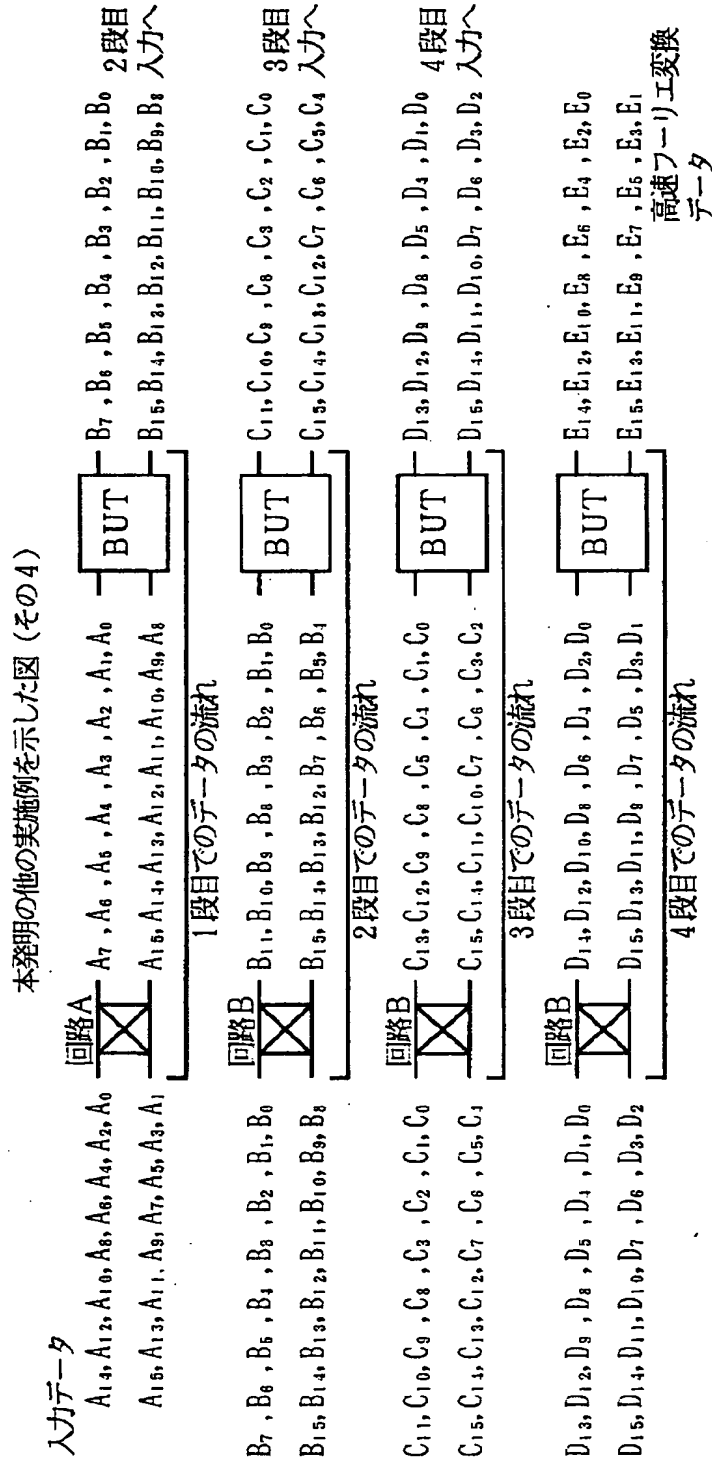 本発明の他の実施例を示した図（その4）
入力データ
A₁₄, A₁₂, A₁₀, A₈, A₆, A₄, A₂, A₀
A₁₅, A₁₃, A₁₁, A₉, A₇, A₅, A₃, A₁
回路A
A₇, A₆, A₅, A₄, A₃, A₂, A₁, A₀
A₁₅, A₁₄, A₁₃, A₁₂, A₁₁, A₁₀, A₉, A₈
BUT
B₇, B₆, B₅, B₄, B₃, B₂, B₁, B₀
B₁₅, B₁₄, B₁₃, B₁₂, B₁₁, B₁₀, B₉, B₈
2段目
入力へ
1段目でのデータの流れ
B₇, B₆, B₅, B₄, B₃, B₂, B₁, B₀
B₁₅, B₁₄, B₁₃, B₁₂, B₁₁, B₁₀, B₉, B₈
回路B
B₁₁, B₁₀, B₉, B₈, B₃, B₂, B₁, B₀
B₁₅, B₁₄, B₁₃, B₁₂, B₇, B₆, B₅, B₄
BUT
C₁₁, C₁₀, C₉, C₈, C₃, C₂, C₁, C₀
C₁₅, C₁₄, C₁₃, C₁₂, C₇, C₆, C₅, C₄
3段目
入力へ
2段目でのデータの流れ
C₁₁, C₁₀, C₉, C₈, C₃, C₂, C₁, C₀
C₁₅, C₁₄, C₁₃, C₁₂, C₇, C₆, C₅, C₄
回路B
C₁₃, C₁₂, C₉, C₈, C₅, C₄, C₁, C₀
C₁₅, C₁₄, C₁₁, C₁₀, C₇, C₆, C₃, C₂
BUT
D₁₃, D₁₂, D₉, D₈, D₅, D₄, D₁, D₀
D₁₅, D₁₄, D₁₁, D₁₀, D₇, D₆, D₃, D₂
4段目
入力へ
3段目でのデータの流れ
D₁₃, D₁₂, D₉, D₈, D₅, D₄, D₁, D₀
D₁₅, D₁₄, D₁₁, D₁₀, D₇, D₆, D₃, D₂
回路B
D₁₄, D₁₂, D₁₀, D₈, D₆, D₄, D₂, D₀
D₁₅, D₁₃, D₁₁, D₉, D₇, D₅, D₃, D₁
BUT
E₁₄, E₁₂, E₁₀, E₈, E₆, E₄, E₂, E₀
E₁₅, E₁₃, E₁₁, E₉, E₇, E₅, E₃, E₁
高速フーリエ変換
データ
4段目でのデータの流れ